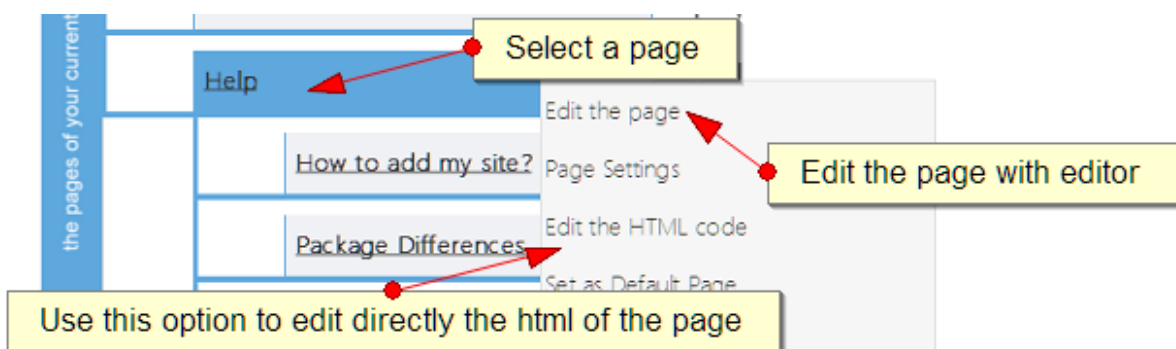 the pages of your current
Select a page
Help
Edit the page
How to add my site?
Page Settings
Edit the page with editor
Edit the HTML code
Package Differences
Set as Default Page
Use this option to edit directly the html of the page